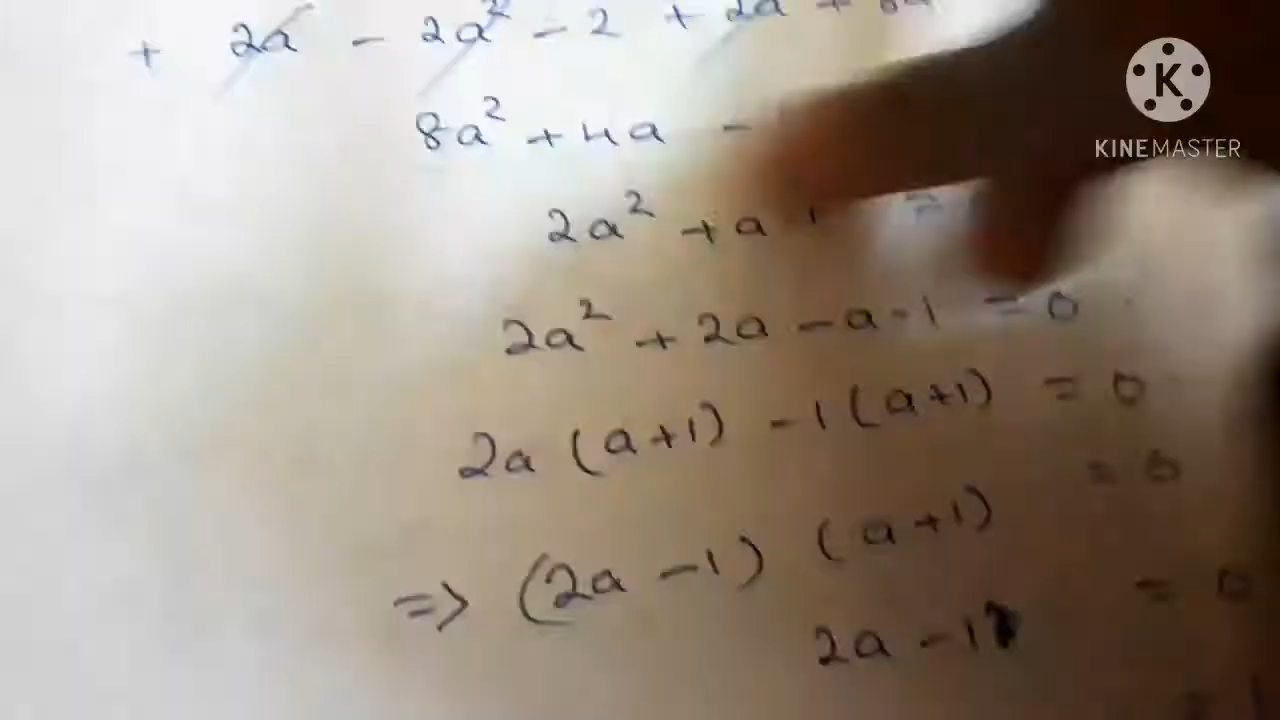 + 2a - 2a² - 2 + 2a +
8a² + 4a -
K
KINEMASTER
2a² + a =
2a² + 2a - a - 1 = 0
2a (a+1) - 1 (a+1) = 0
=> (2a - 1) (a+1) = 0
2a - 1 = 0